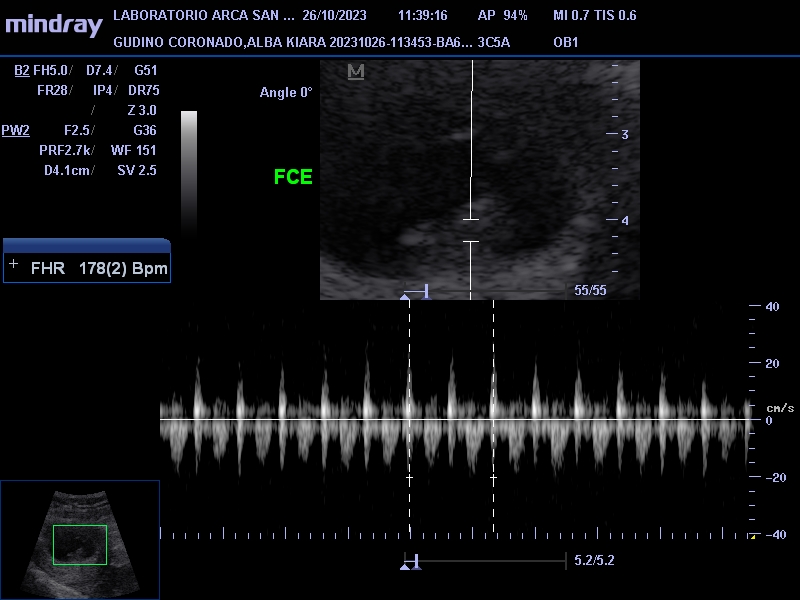 mindray
LABORATORIO ARCA SAN ... 26/10/2023 11:39:16 AP 94% MI 0.7 TIS 0.6
GUDINO CORONADO,ALBA KIARA 20231026-113453-BA6... 3C5A OB1
B2 FH5.0/ D7.4/ G51
FR28/ IP4/ DR75
/ Z 3.0
PW2 F2.5/ G36
PRF2.7k/ WF 151
D4.1cm/ SV 2.5
Angle 0°
M
3
FCE
4
+ FHR 178(2) Bpm
55/55
40
20
cm/s
0
-20
-40
5.2/5.2